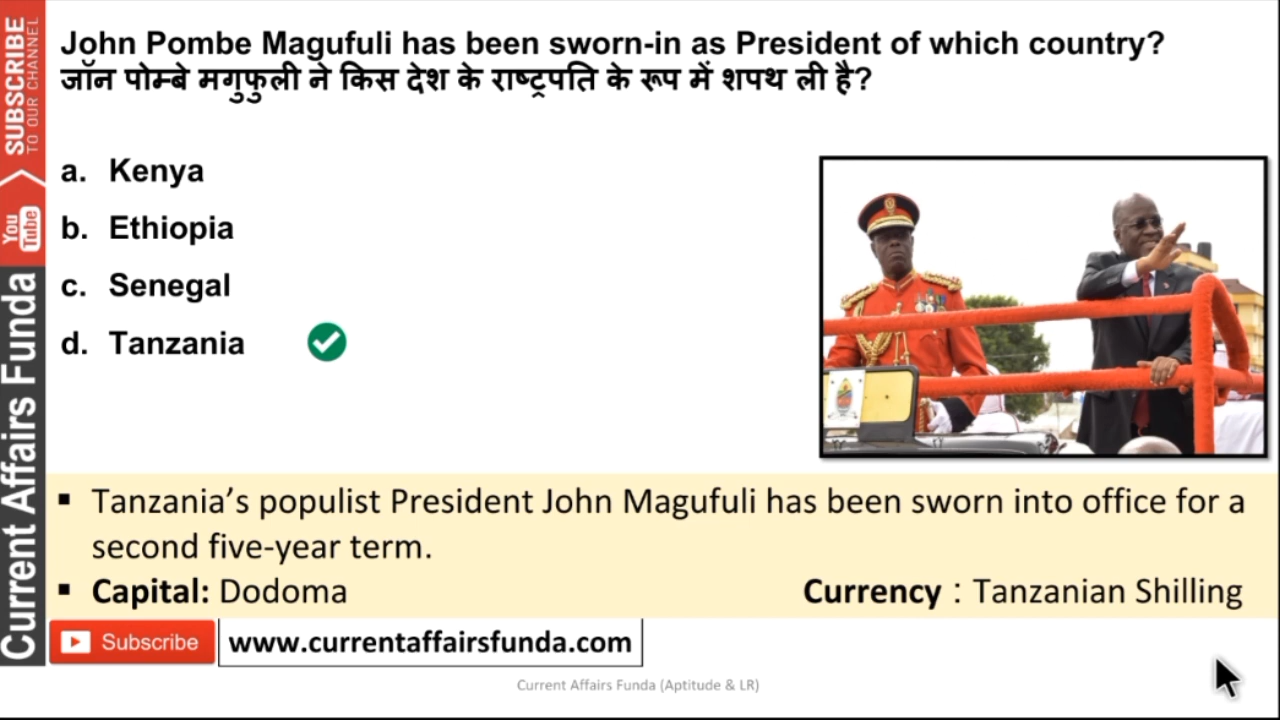 John Pombe Magufuli has been sworn-in as President of which country?
जॉन पोम्बे मगुफुली ने किस देश के राष्ट्रपति के रूप में शपथ ली है?
a. Kenya
b. Ethiopia
c. Senegal
d. Tanzania
▪ Tanzania’s populist President John Magufuli has been sworn into office for a
second five-year term.
▪ Capital: Dodoma Currency : Tanzanian Shilling
Subscribe www.currentaffairsfunda.com
Current Affairs Funda (Aptitude & LR)
SUBSCRIBE
TO OUR CHANNEL
You
Tube
Current Affairs Funda